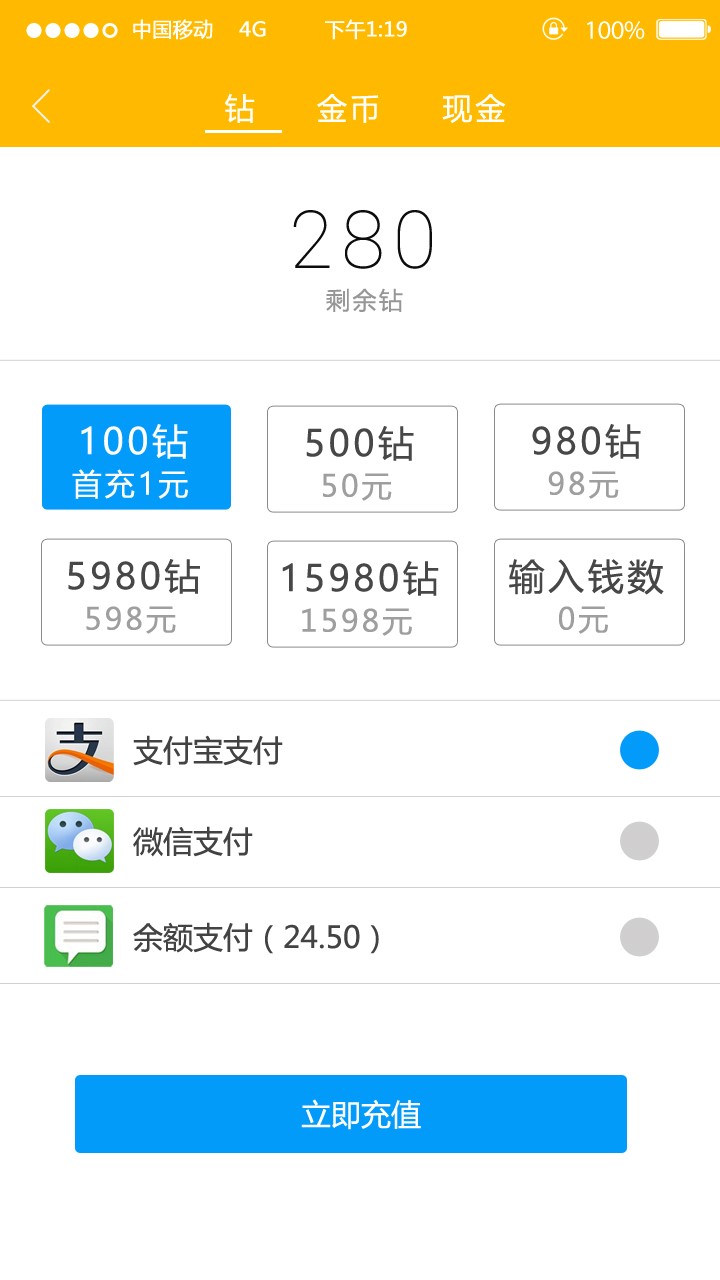 中国移动 4G 下午1:19 100%
钻 金币 现金
280
剩余钻
100钻 500钻 980钻
首充1元 50元 98元
5980钻 15980钻 输入钱数
598元 1598元 0元
支 支付宝支付
微信支付
余额支付（24.50）
立即充值